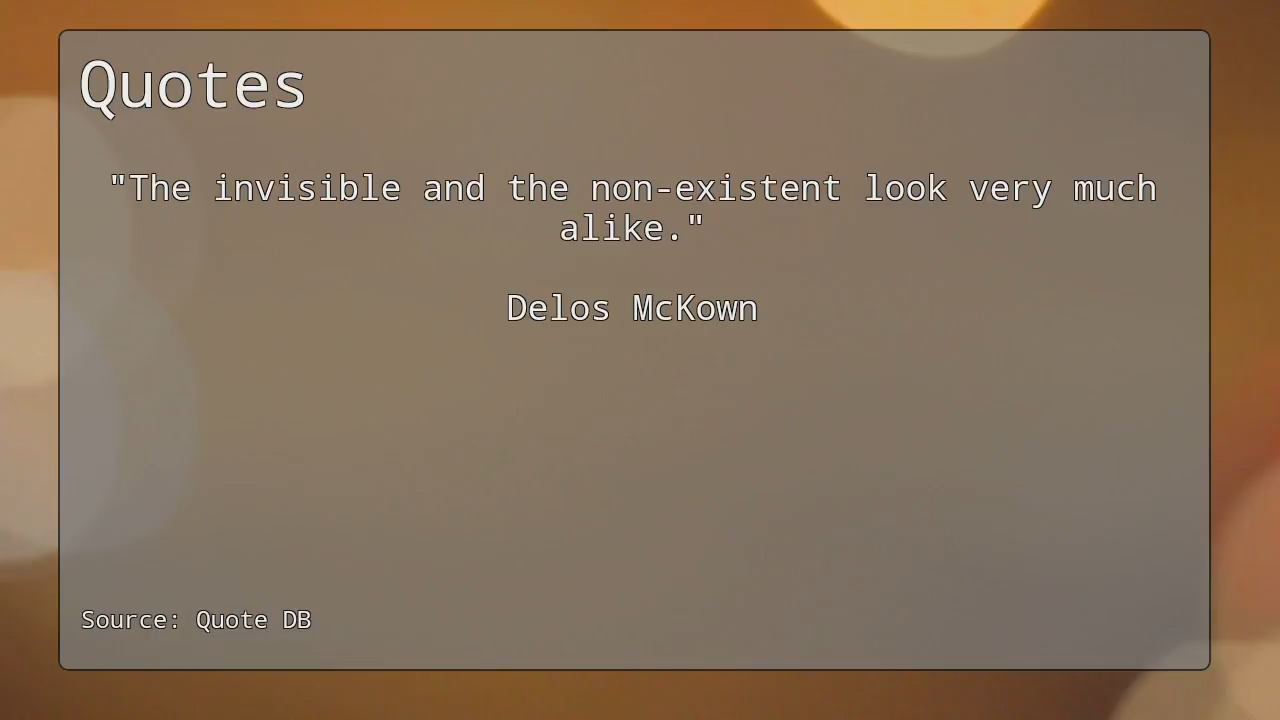 Quotes
"The invisible and the non-existent look very much
alike."
Delos McKown
Source: Quote DB